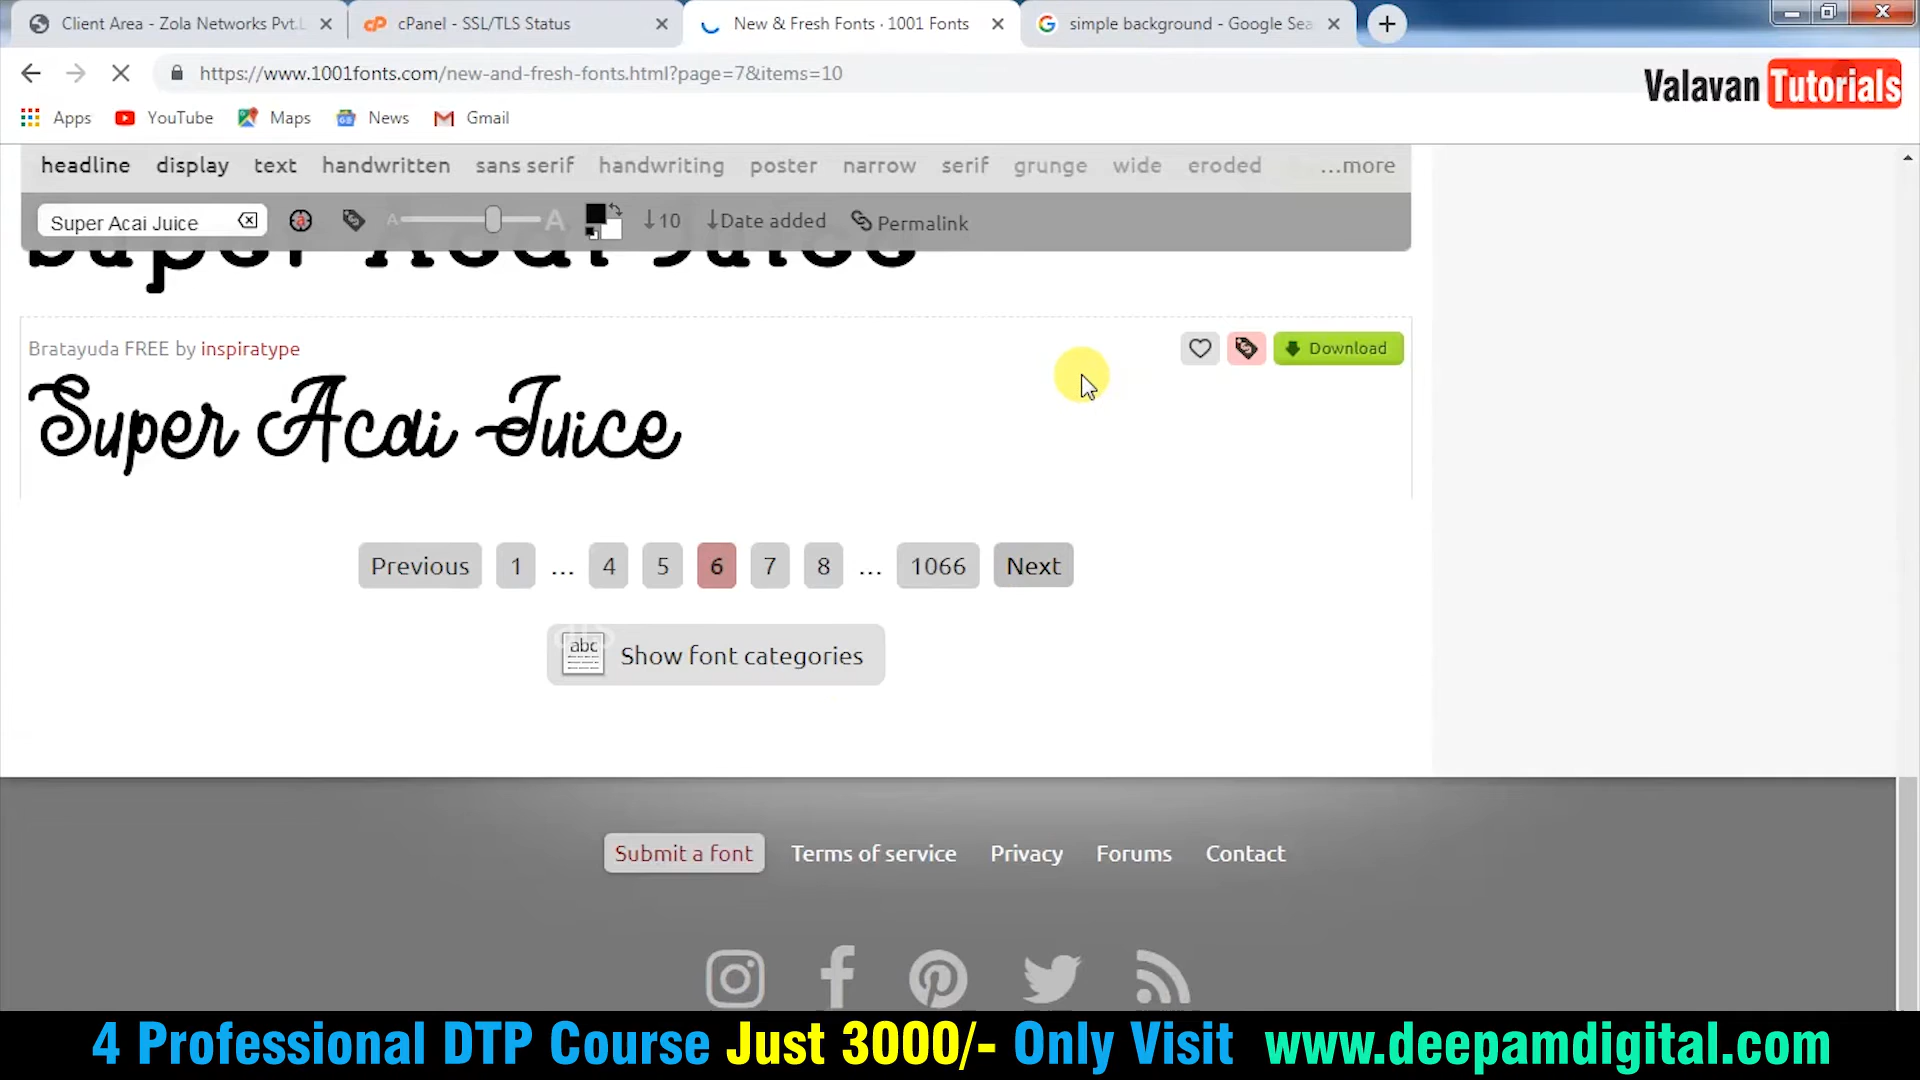 Client Area - Zola Networks Pvt.L
cPanel - SSL/TLS Status
New & Fresh Fonts · 1001 Fonts
simple background - Google Sea
https://www.1001fonts.com/new-and-fresh-fonts.html?page=7&items=10
Valavan Tutorials
Apps YouTube Maps News Gmail
headline display text handwritten sans serif handwriting poster narrow serif grunge wide eroded ...more
Super Acai Juice A A ↓10 ↓Date added Permalink
Super Acai Juice
Bratayuda FREE by inspiratype
Download
Super Acai Juice
Previous 1 ... 4 5 6 7 8 ... 1066 Next
abc Show font categories
Submit a font Terms of service Privacy Forums Contact
4 Professional DTP Course Just 3000/- Only Visit www.deepamdigital.com